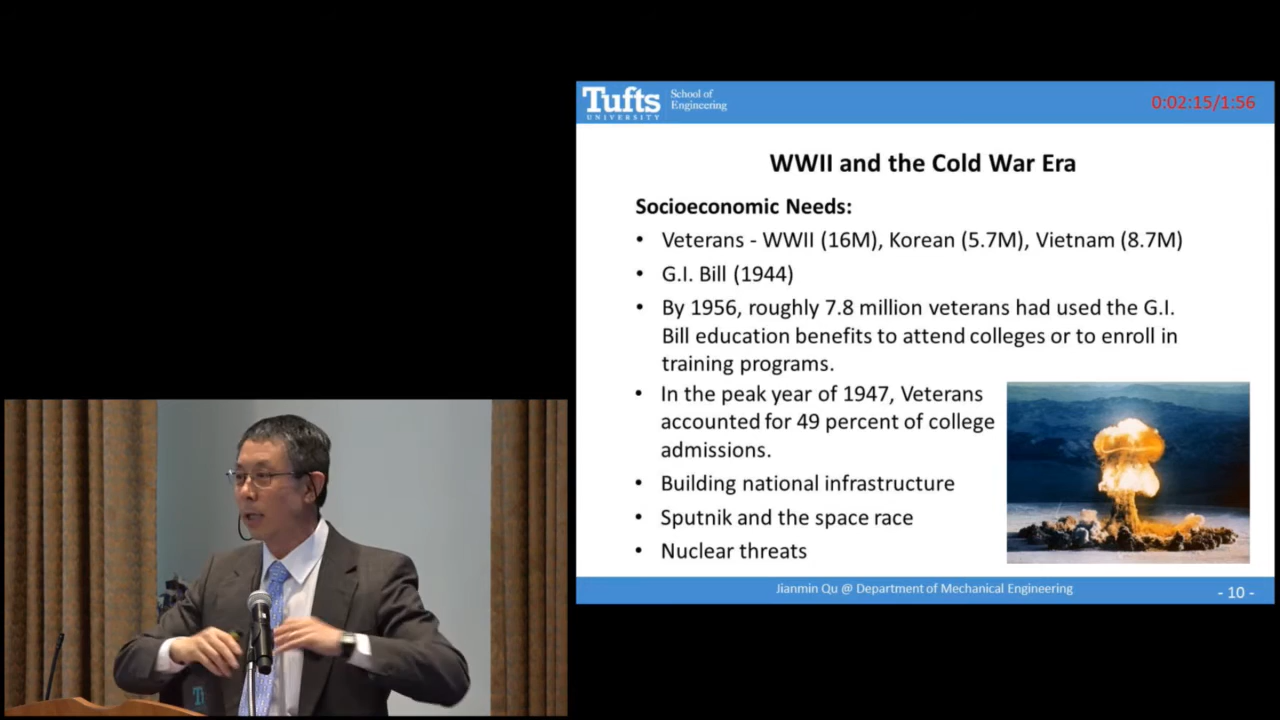 Tufts
UNIVERSITY
School of
Engineering
0:02:15/1:56
WWII and the Cold War Era
Socioeconomic Needs:
• Veterans - WWII (16M), Korean (5.7M), Vietnam (8.7M)
• G.I. Bill (1944)
• By 1956, roughly 7.8 million veterans had used the G.I.
Bill education benefits to attend colleges or to enroll in
training programs.
• In the peak year of 1947, Veterans
accounted for 49 percent of college
admissions.
• Building national infrastructure
• Sputnik and the space race
• Nuclear threats
Jianmin Qu @ Department of Mechanical Engineering
- 10 -